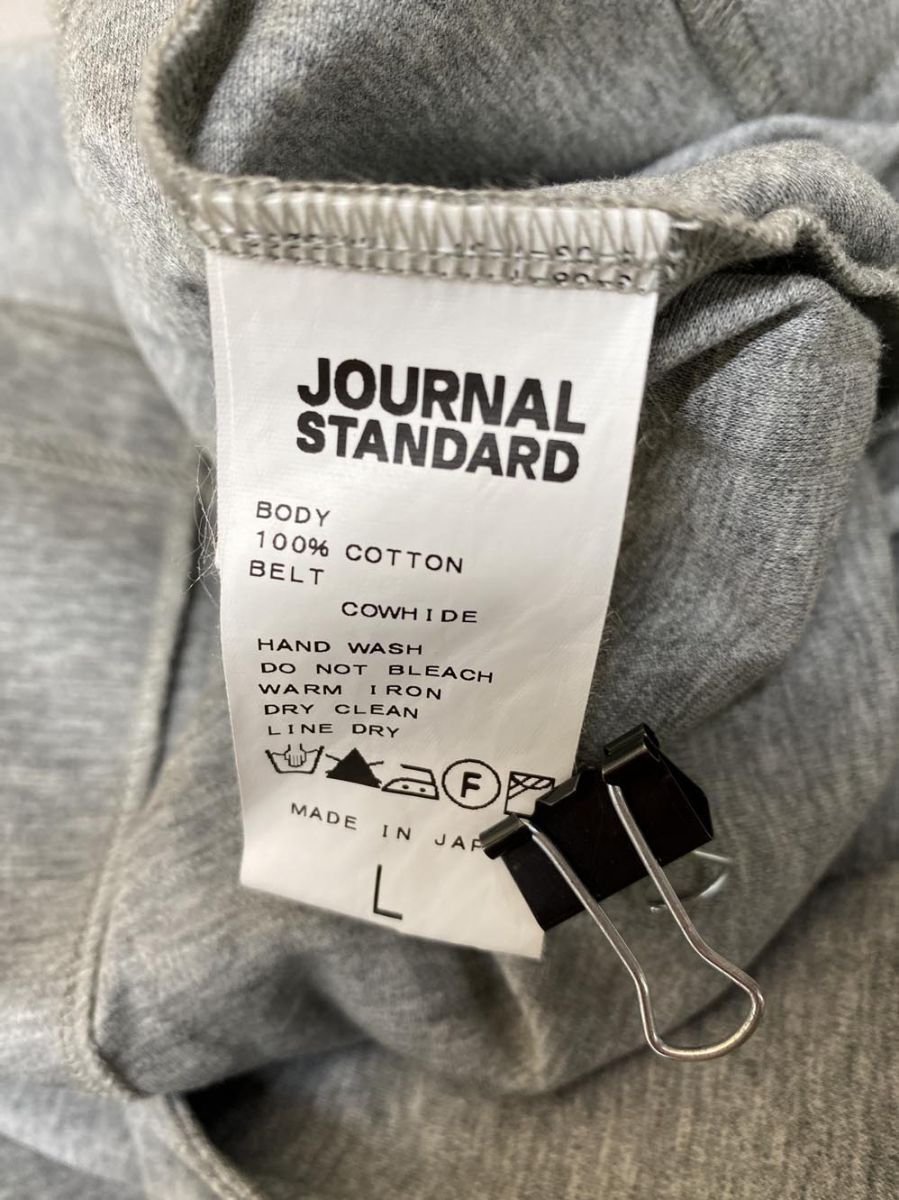 JOURNAL
STANDARD
BODY
100% COTTON
BELT
COWHIDE
HAND WASH
DO NOT BLEACH
WARM IRON
DRY CLEAN
LINE DRY
F
MADE IN
L